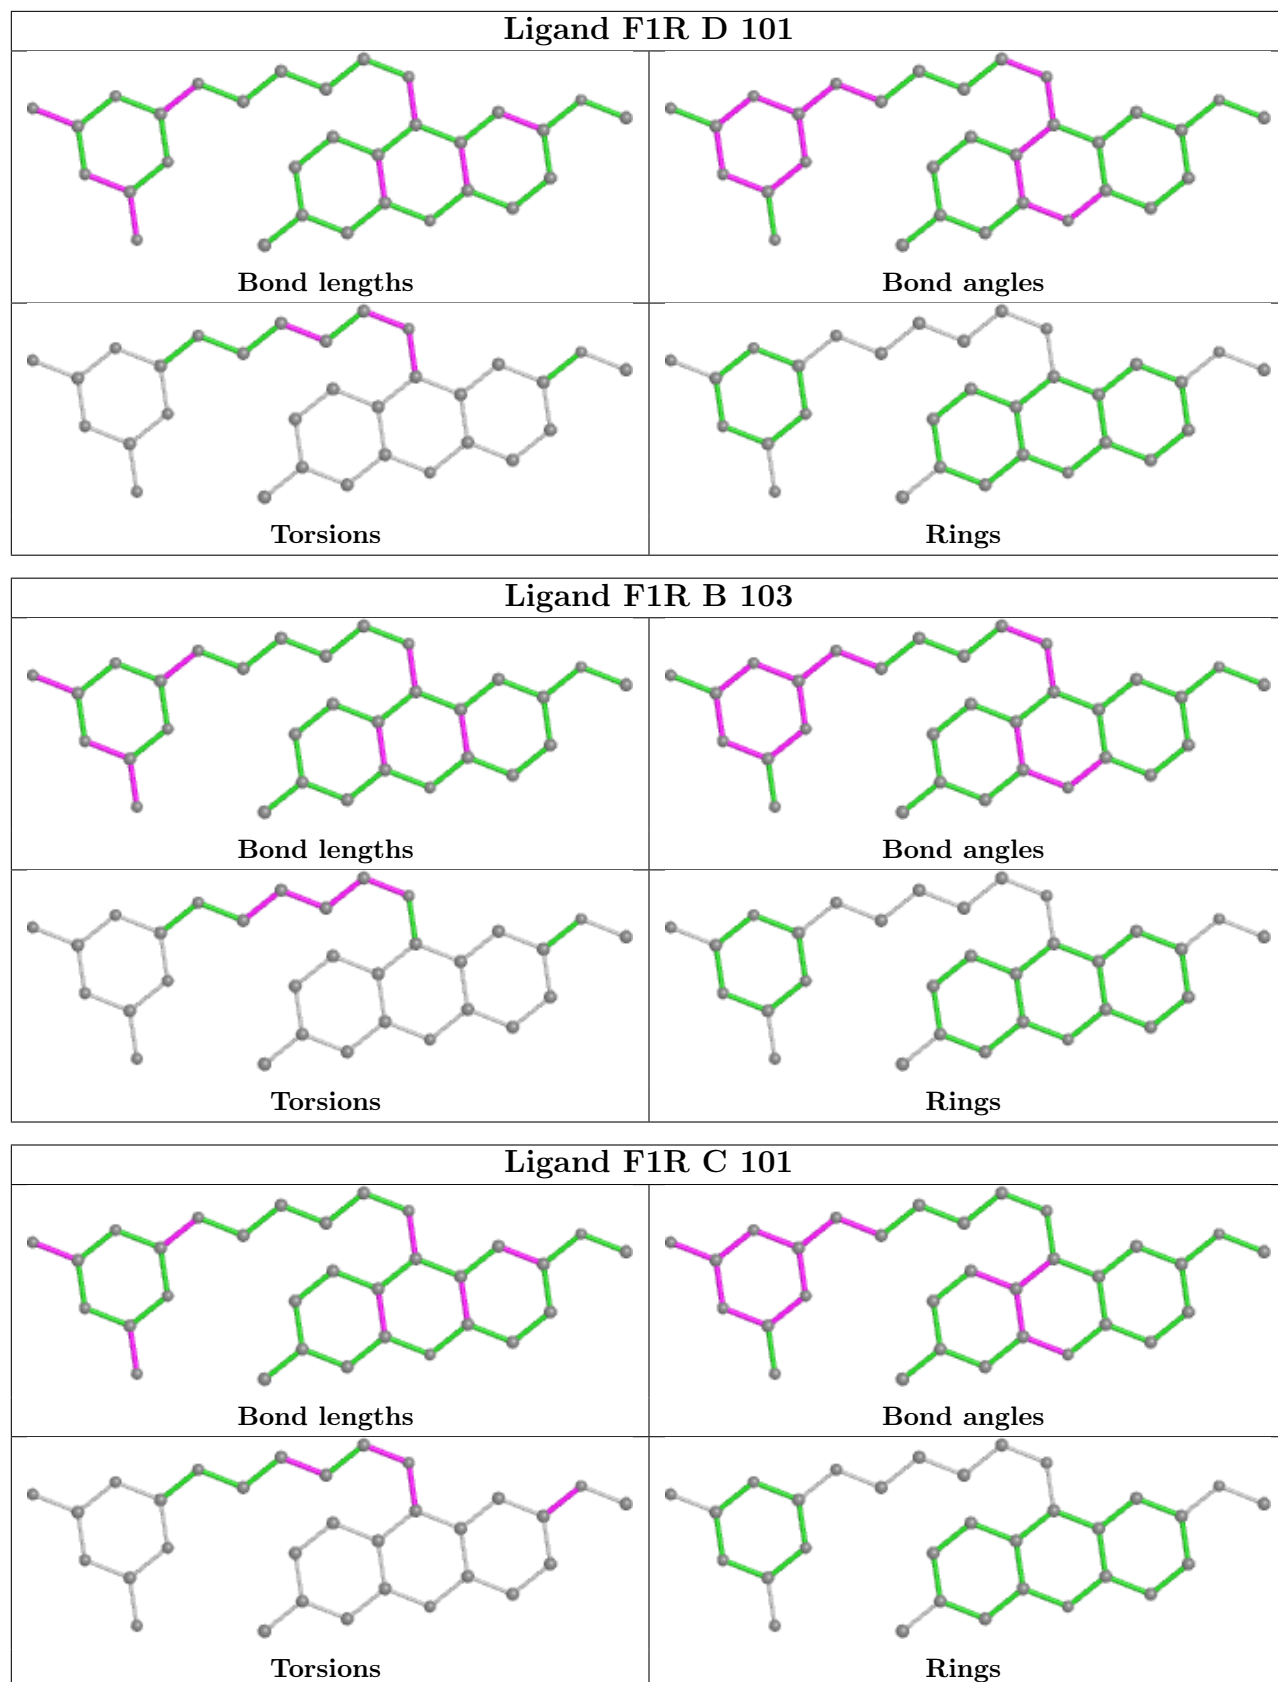 Ligand F1R D 101
Bond lengths
Bond angles
Torsions
Rings
Ligand F1R B 103
Bond lengths
Bond angles
Torsions
Rings
Ligand F1R C 101
Bond lengths
Bond angles
Torsions
Rings